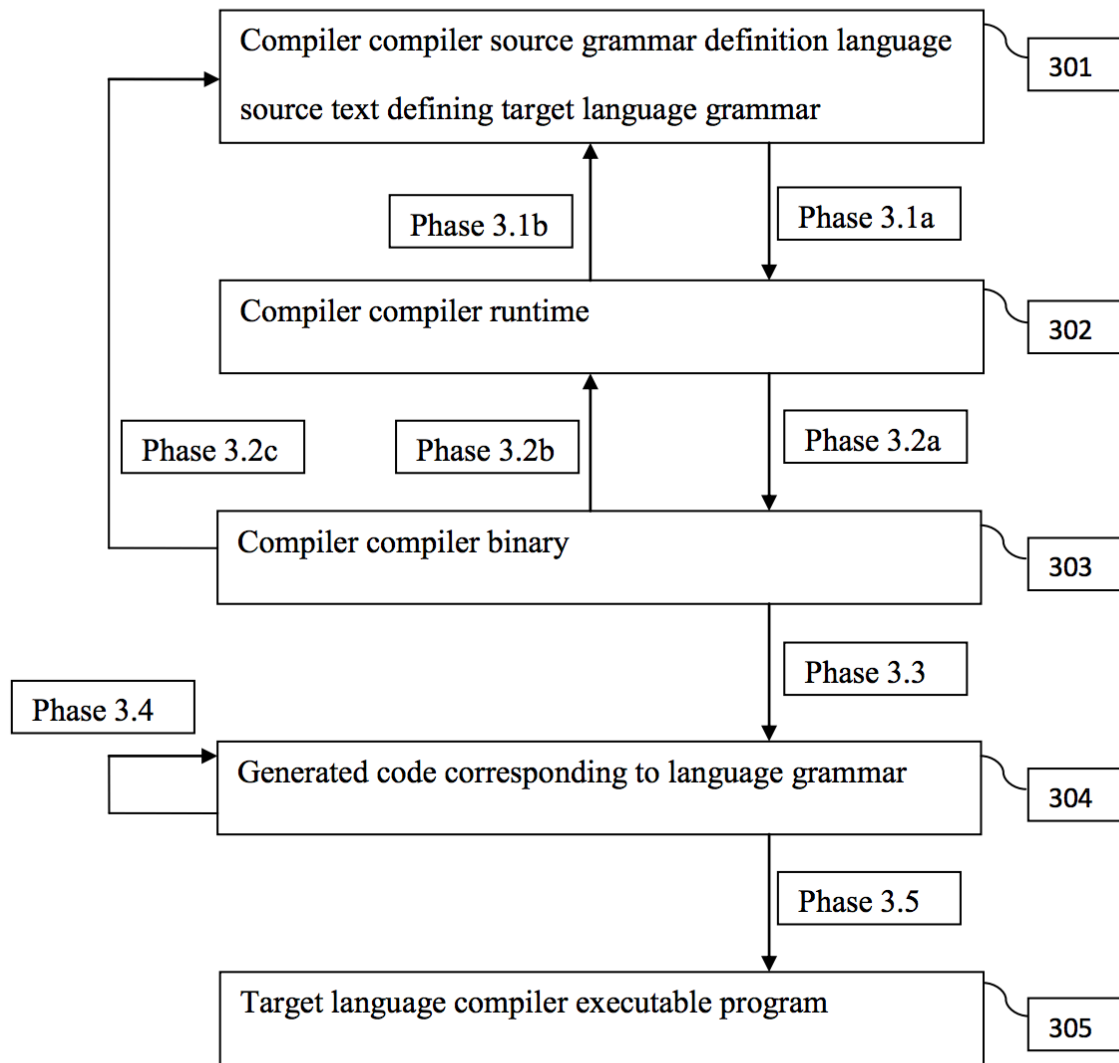 Compiler compiler source grammar definition language
source text defining target language grammar
301
Phase 3.1b
Phase 3.1a
Compiler compiler runtime
302
Phase 3.2c
Phase 3.2b
Phase 3.2a
Compiler compiler binary
303
Phase 3.3
Phase 3.4
Generated code corresponding to language grammar
304
Phase 3.5
Target language compiler executable program
305